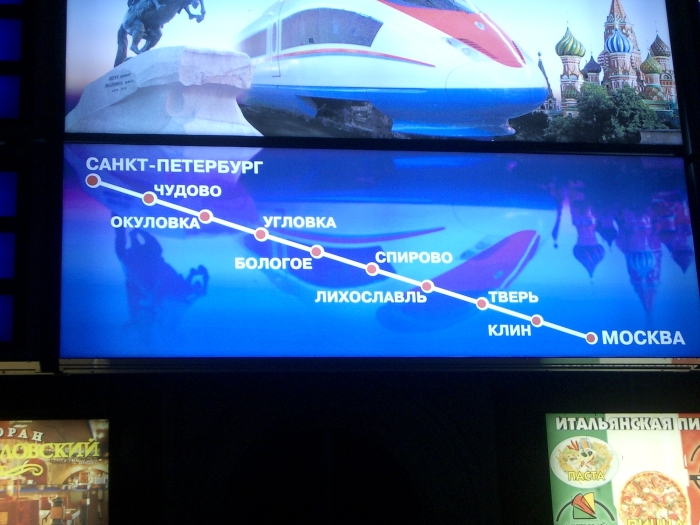 САНКТ-ПЕТЕРБУРГ
ЧУДОВО
ОКУЛОВКА
УГЛОВКА
БОЛОГОЕ
СПИРОВО
ЛИХОСЛАВЛЬ
ТВЕРЬ
КЛИН
МОСКВА
ИТАЛЬЯНСКАЯ
ПАСТА